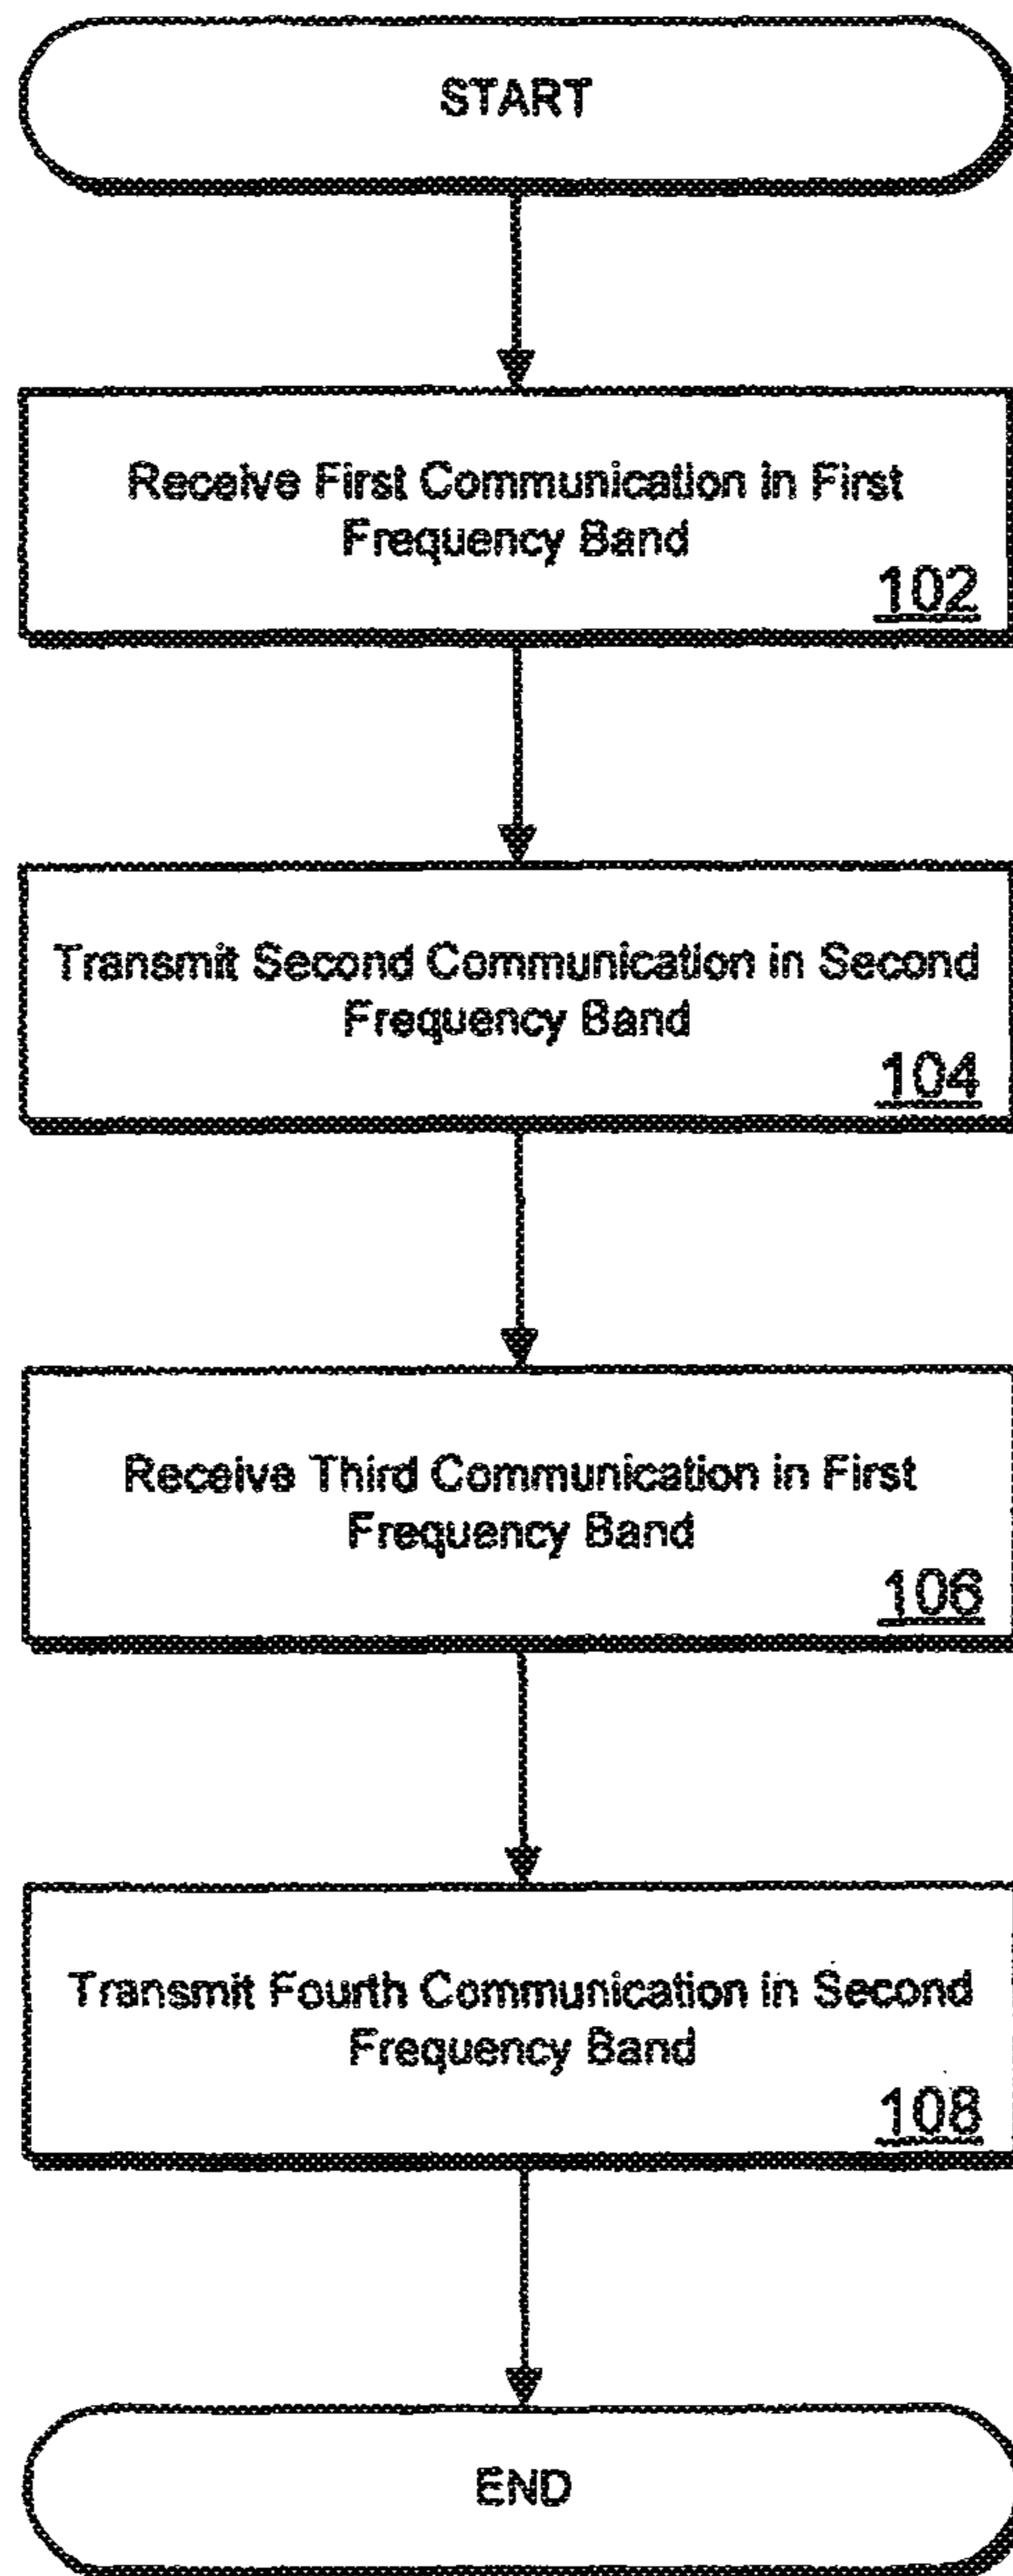 START
Receive First Communication in First
Frequency Band
102
Transmit Second Communication in Second
Frequency Band
104
Receive Third Communication in First
Frequency Band
106
Transmit Fourth Communication in Second
Frequency Band
108
END